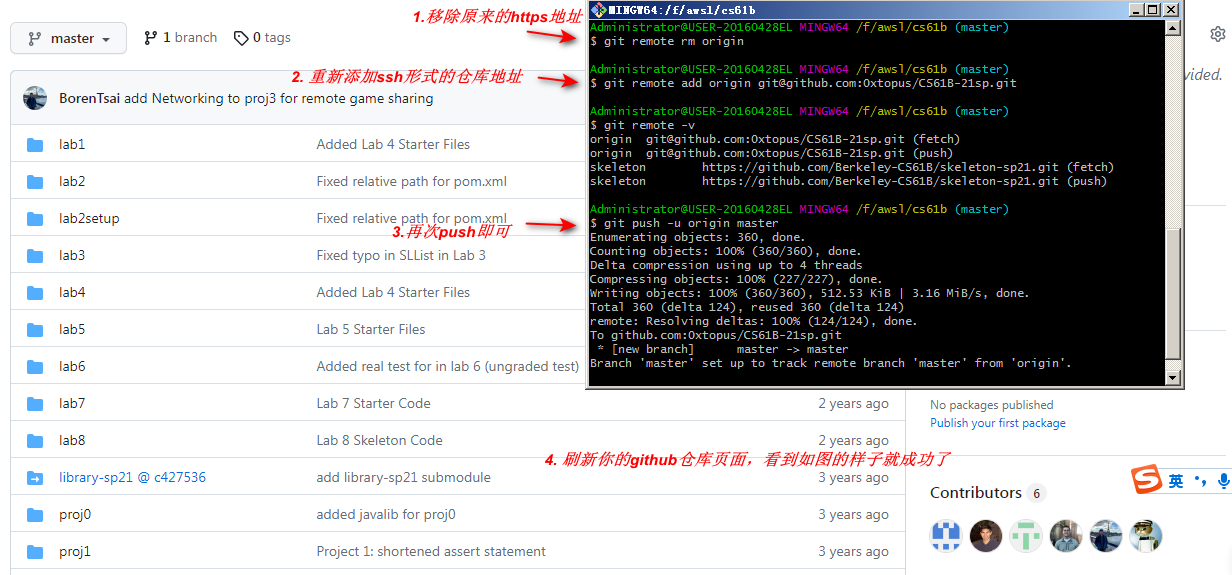 1.移除原来的https地址
MINGW64:/f/awsl/cs61b
master
1 branch
0 tags
Administrator@USER-20160428EL MINGW64 /f/awsl/cs61b (master)
$ git remote rm origin
2. 重新添加ssh形式的仓库地址
Administrator@USER-20160428EL MINGW64 /f/awsl/cs61b (master)
$ git remote add origin git@github.com:0xtopus/CS61B-21sp.git
vided.
BorenTsai add Networking to proj3 for remote game sharing
Administrator@USER-20160428EL MINGW64 /f/awsl/cs61b (master)
$ git remote -v
origin git@github.com:0xtopus/CS61B-21sp.git (fetch)
origin git@github.com:0xtopus/CS61B-21sp.git (push)
skeleton https://github.com/Berkeley-CS61B/skeleton-sp21.git (fetch)
skeleton https://github.com/Berkeley-CS61B/skeleton-sp21.git (push)
Administrator@USER-20160428EL MINGW64 /f/awsl/cs61b (master)
$ git push -u origin master
Enumerating objects: 360, done.
Counting objects: 100% (360/360), done.
Delta compression using up to 4 threads
Compressing objects: 100% (227/227), done.
Writing objects: 100% (360/360), 512.53 KiB | 3.16 MiB/s, done.
Total 360 (delta 124), reused 360 (delta 124)
remote: Resolving deltas: 100% (124/124), done.
To github.com:0xtopus/CS61B-21sp.git
* [new branch] master -> master
Branch 'master' set up to track remote branch 'master' from 'origin'.
lab1 Added Lab 4 Starter Files
lab2 Fixed relative path for pom.xml
lab2setup Fixed relative path for pom.xml
3.再次push即可
lab3 Fixed typo in SLList in Lab 3
lab4 Added Lab 4 Starter Files
lab5 Lab 5 Starter Files
lab6 Added real test for in lab 6 (ungraded test)
lab7 Lab 7 Starter Code 2 years ago
lab8 Lab 8 Skeleton Code 2 years ago
No packages published
Publish your first package
4. 刷新你的github仓库页面，看到如图的样子就成功了
library-sp21 @ c427536 add library-sp21 submodule 3 years ago
proj0 added javalib for proj0 3 years ago
proj1 Project 1: shortened assert statement 3 years ago
Contributors 6
S 英